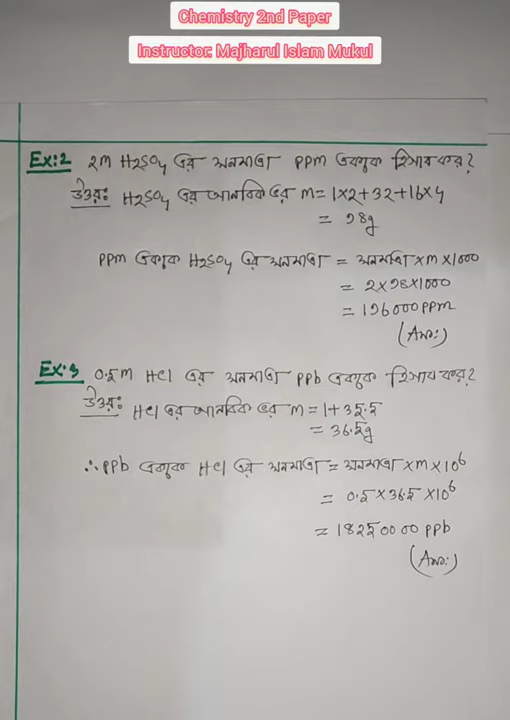 Chemistry 2nd Paper
Instructor: Majharul Islam Mukul
Ex:2 2M H₂SO₄ এর ঘনমাত্রা PPM এককে হিসাব কর?
উত্তরঃ H₂SO₄ এর আনবিক ভর M = 1×2+32+16×4
= 98g
PPM এককে H₂SO₄ এর ঘনমাত্রা = ঘনমাত্রা × M × 1000
= 2×98×1000
= 196000 PPM
(Ans:)
Ex:3 0.5M HCl এর ঘনমাত্রা PPb এককে হিসাব কর?
উত্তরঃ HCl এর আনবিক ভর M = 1+35.5
= 36.5g
∴ PPb এককে HCl এর ঘনমাত্রা = ঘনমাত্রা × M × 10⁶
= 0.5 × 36.5 × 10⁶
= 18250000 PPb
(Ans:)